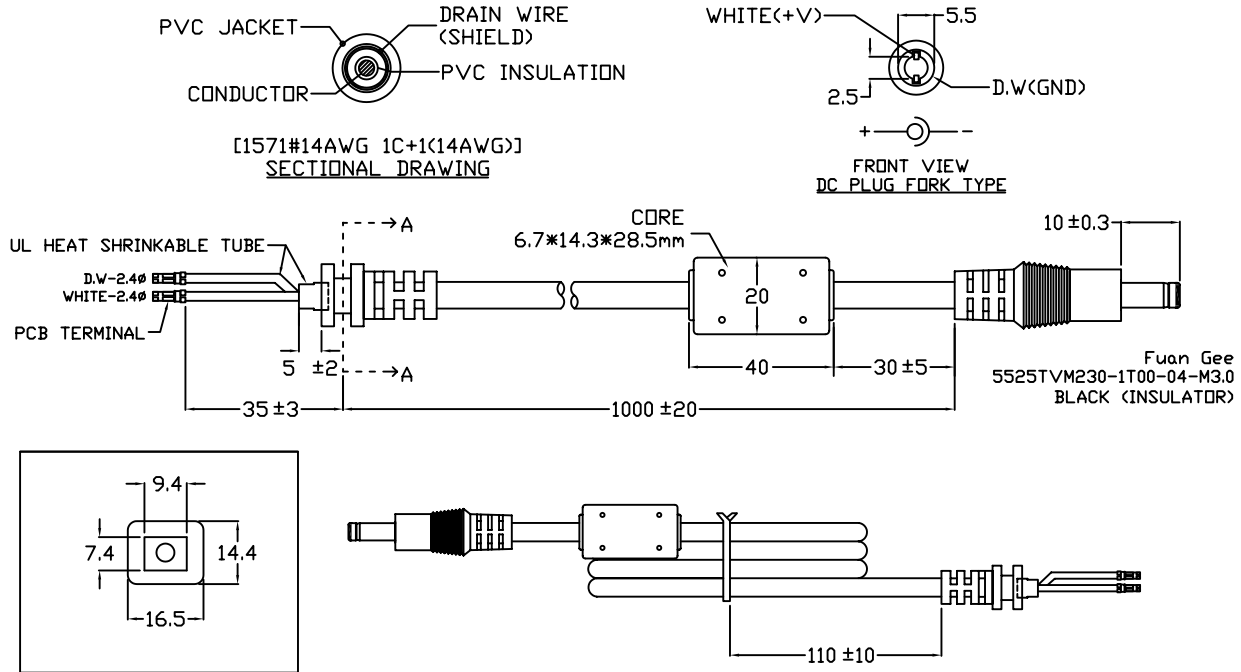 PVC JACKET
DRAIN WIRE
(SHIELD)
PVC INSULATION
CONDUCTOR
[1571#14AWG 1C+1(14AWG)]
SECTIONAL DRAWING
WHITE(+V)
5.5
2.5
D.W(GND)
+ -
FRONT VIEW
DC PLUG FORK TYPE
A
CORE
6.7*14.3*28.5mm
10±0.3
UL HEAT SHRINKABLE TUBE
D.W-2.4ø
WHITE-2.4ø
PCB TERMINAL
20
5 ±2
A
40
30±5
35±3
1000±20
Fuan Gee
5525TVM230-1T00-04-M3.0
BLACK (INSULATOR)
9.4
7.4
14.4
16.5
110±10